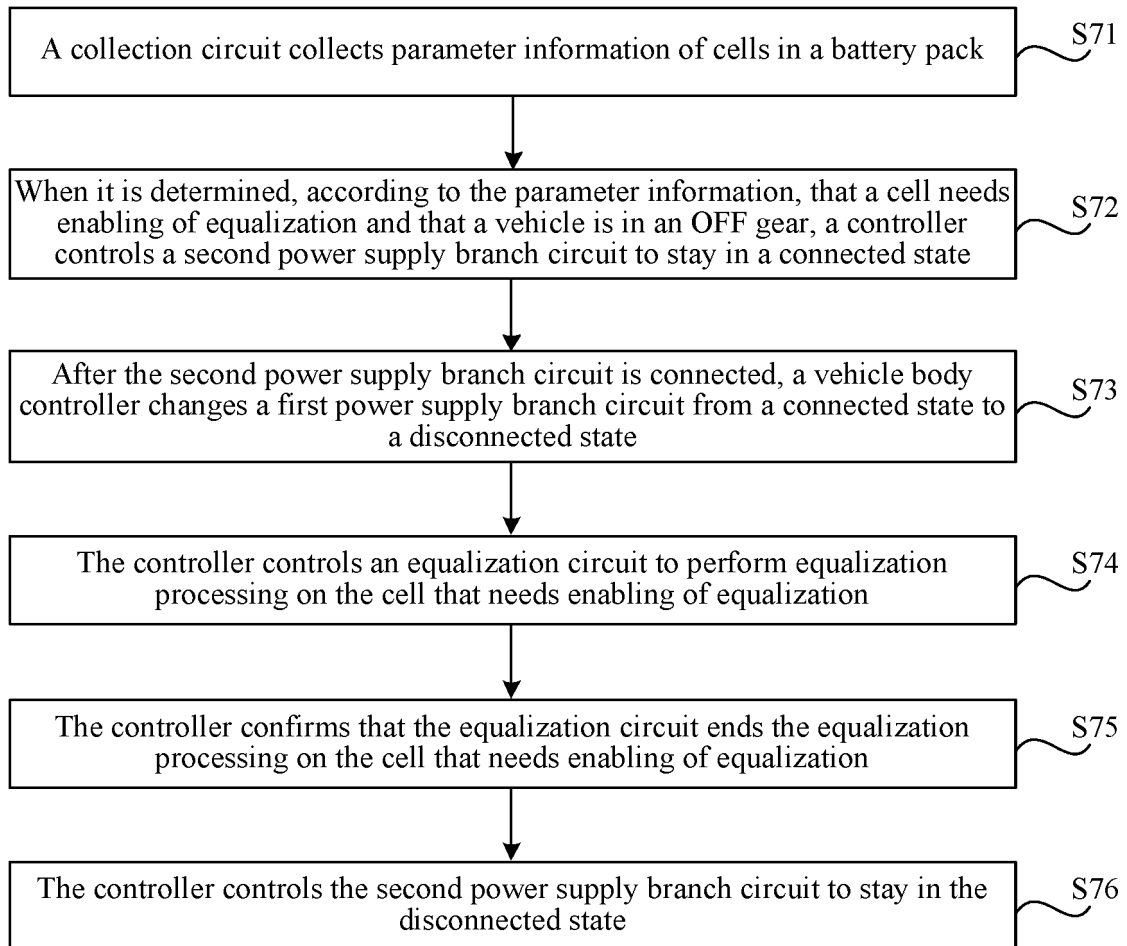 A collection circuit collects parameter information of cells in a battery pack
S71
When it is determined, according to the parameter information, that a cell needs
enabling of equalization and that a vehicle is in an OFF gear, a controller
controls a second power supply branch circuit to stay in a connected state
S72
After the second power supply branch circuit is connected, a vehicle body
controller changes a first power supply branch circuit from a connected state to
a disconnected state
S73
The controller controls an equalization circuit to perform equalization
processing on the cell that needs enabling of equalization
S74
The controller confirms that the equalization circuit ends the equalization
processing on the cell that needs enabling of equalization
S75
The controller controls the second power supply branch circuit to stay in the
disconnected state
S76